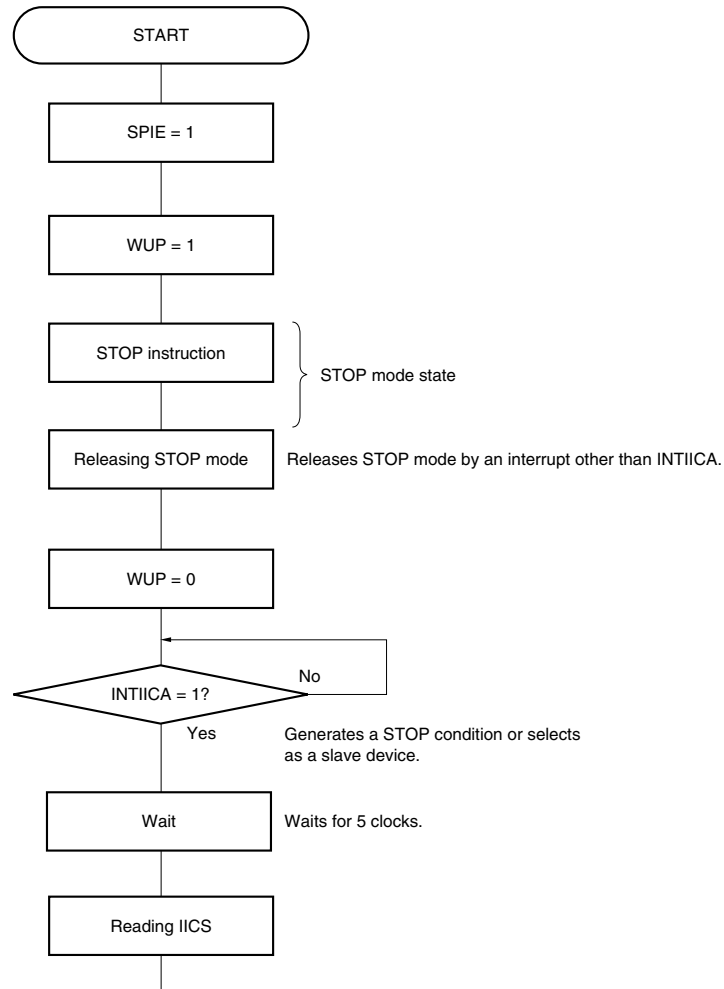 START
SPIE = 1
WUP = 1
STOP instruction
STOP mode state
Releasing STOP mode
Releases STOP mode by an interrupt other than INTIICA.
WUP = 0
INTIICA = 1?
No
Yes
Generates a STOP condition or selects
as a slave device.
Wait
Waits for 5 clocks.
Reading IICS